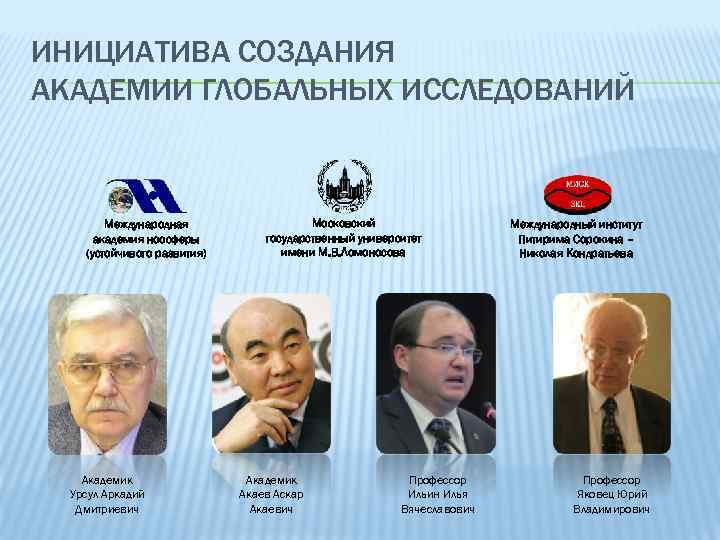 ИНИЦИАТИВА СОЗДАНИЯ
АКАДЕМИИ ГЛОБАЛЬНЫХ ИССЛЕДОВАНИЙ
МИСК
SKI
Международная
академия ноосферы
(устойчивого развития)
Московский
государственный университет
имени М.В.Ломоносова
Международный институт
Питирима Сорокина –
Николая Кондратьева
Академик
Урсул Аркадий
Дмитриевич
Академик
Акаев Аскар
Акаевич
Профессор
Ильин Илья
Вячеславович
Профессор
Яковец Юрий
Владимирович